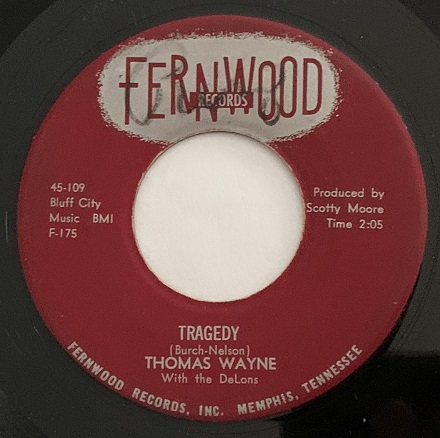 FERNWOOD
RECORDS
45-109
Bluff City
Music BMI
F-175
Produced by
Scotty Moore
Time 2:05
TRAGEDY
(Burch-Nelson)
THOMAS WAYNE
With the DeLons
FERNWOOD RECORDS, INC. MEMPHIS, TENNESSEE